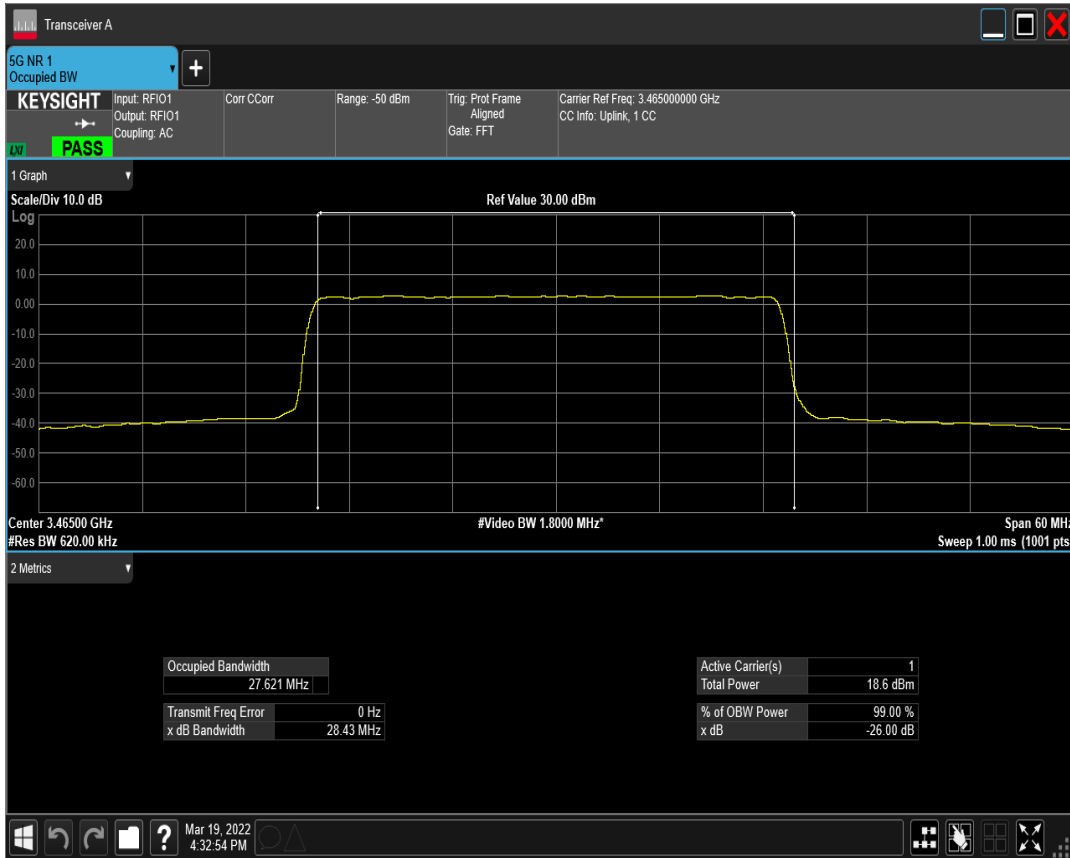 Transceiver A
5G NR 1
Occupied BW
KEYSIGHT
LXI
PASS
Input: RFIO1
Output: RFIO1
Coupling: AC
Corr CCorr
Range: -50 dBm
Trig: Prot Frame
Aligned
Gate: FFT
Carrier Ref Freq: 3.465000000 GHz
CC Info: Uplink, 1 CC
1 Graph
Scale/Div 10.0 dB
Ref Value 30.00 dBm
Log
20.0
10.0
0.00
-10.0
-20.0
-30.0
-40.0
-50.0
-60.0
Center 3.46500 GHz
#Video BW 1.8000 MHz*
Span 60 MHz
#Res BW 620.00 kHz
Sweep 1.00 ms (1001 pts
2 Metrics
Occupied Bandwidth
27.621 MHz
Transmit Freq Error 0 Hz
x dB Bandwidth 28.43 MHz
Active Carrier(s) 1
Total Power 18.6 dBm
% of OBW Power 99.00 %
x dB -26.00 dB
?
Mar 19, 2022
4:32:54 PM